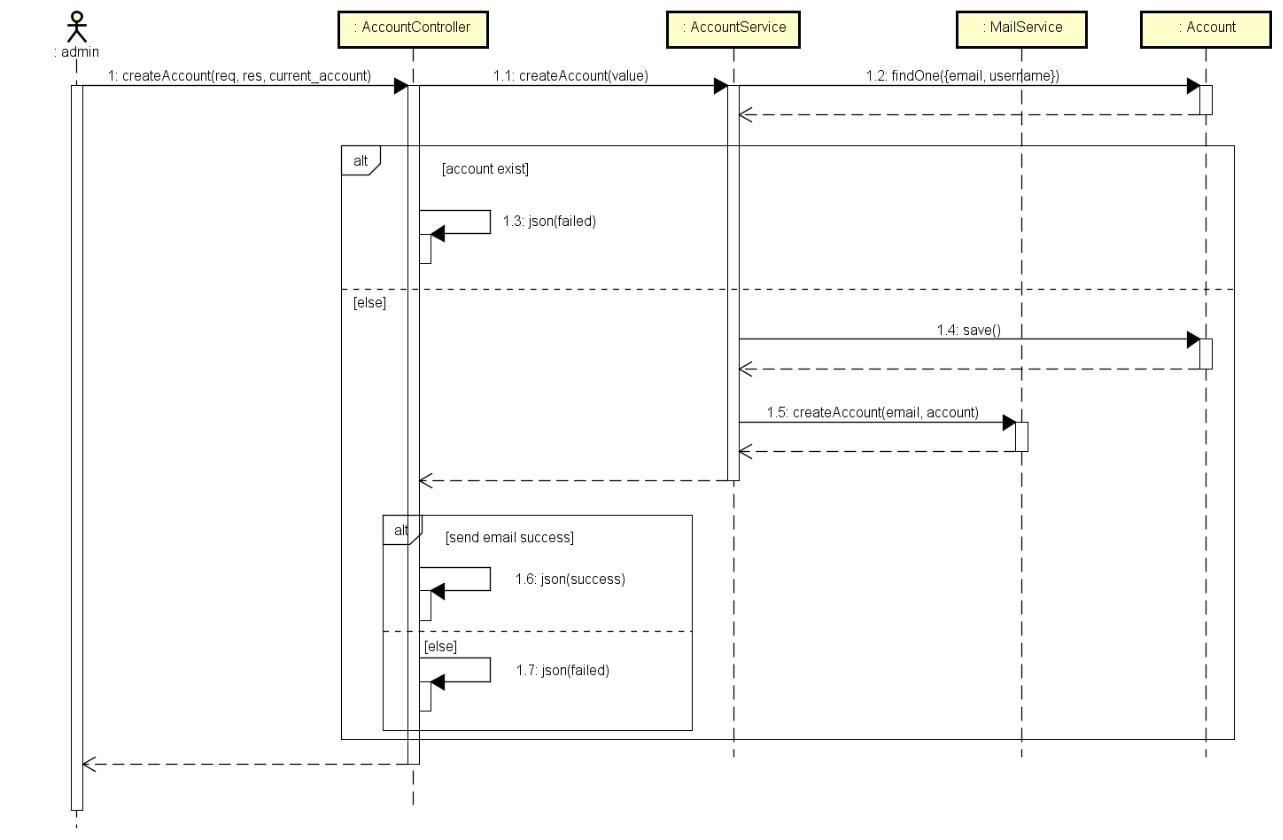 : admin
: AccountController
: AccountService
: MailService
: Account
1: createAccount(req, res, current_account)
1.1: createAccount(value)
1.2: findOne({email, username})
alt
[account exist]
1.3: json(failed)
[else]
1.4: save()
1.5: createAccount(email, account)
alt
[send email success]
1.6: json(success)
[else]
1.7: json(failed)